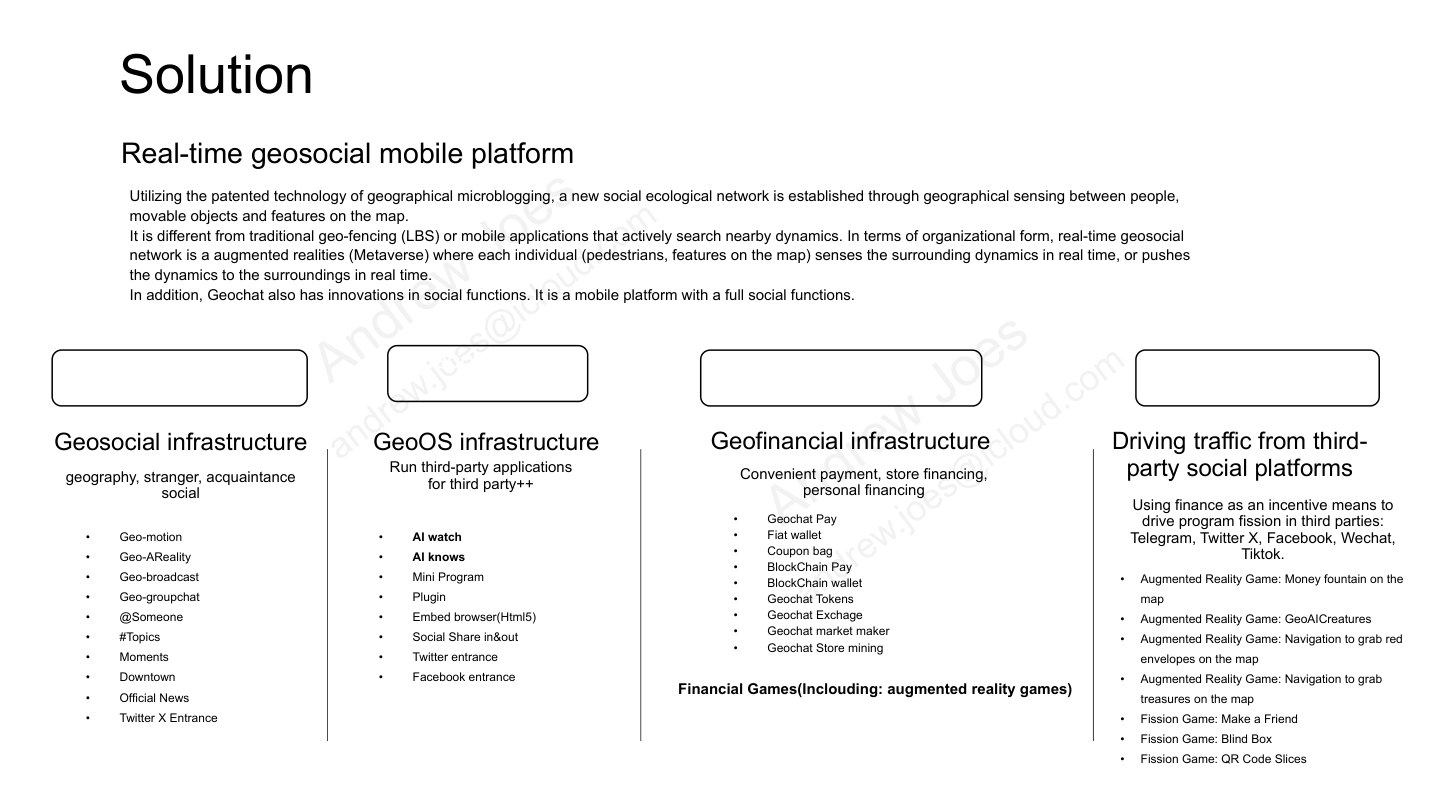 Solution
Real-time geosocial mobile platform
Utilizing the patented technology of geographical microblogging, a new social ecological network is established through geographical sensing between people,
movable objects and features on the map.
It is different from traditional geo-fencing (LBS) or mobile applications that actively search nearby dynamics. In terms of organizational form, real-time geosocial
network is a augmented realities (Metaverse) where each individual (pedestrians, features on the map) senses the surrounding dynamics in real time, or pushes
the dynamics to the surroundings in real time.
In addition, Geochat also has innovations in social functions. It is a mobile platform with a full social functions.
Andrew Joes
andrew.joes@icloud.com
Andrew Joes
andrew.joes@icloud.com
Geosocial infrastructure
geography, stranger, acquaintance
social
• Geo-motion
• Geo-AReality
• Geo-broadcast
• Geo-groupchat
• @Someone
• #Topics
• Moments
• Downtown
• Official News
• Twitter X Entrance
GeoOS infrastructure
Run third-party applications
for third party++
• AI watch
• AI knows
• Mini Program
• Plugin
• Embed browser(Html5)
• Social Share in&out
• Twitter entrance
• Facebook entrance
Geofinancial infrastructure
Convenient payment, store financing,
personal financing
• Geochat Pay
• Fiat wallet
• Coupon bag
• BlockChain Pay
• BlockChain wallet
• Geochat Tokens
• Geochat Exchage
• Geochat market maker
• Geochat Store mining
Financial Games(Inclouding: augmented reality games)
Driving traffic from third-
party social platforms
Using finance as an incentive means to
drive program fission in third parties:
Telegram, Twitter X, Facebook, Wechat,
Tiktok.
• Augmented Reality Game: Money fountain on the
map
• Augmented Reality Game: GeoAICreatures
• Augmented Reality Game: Navigation to grab red
envelopes on the map
• Augmented Reality Game: Navigation to grab
treasures on the map
• Fission Game: Make a Friend
• Fission Game: Blind Box
• Fission Game: QR Code Slices